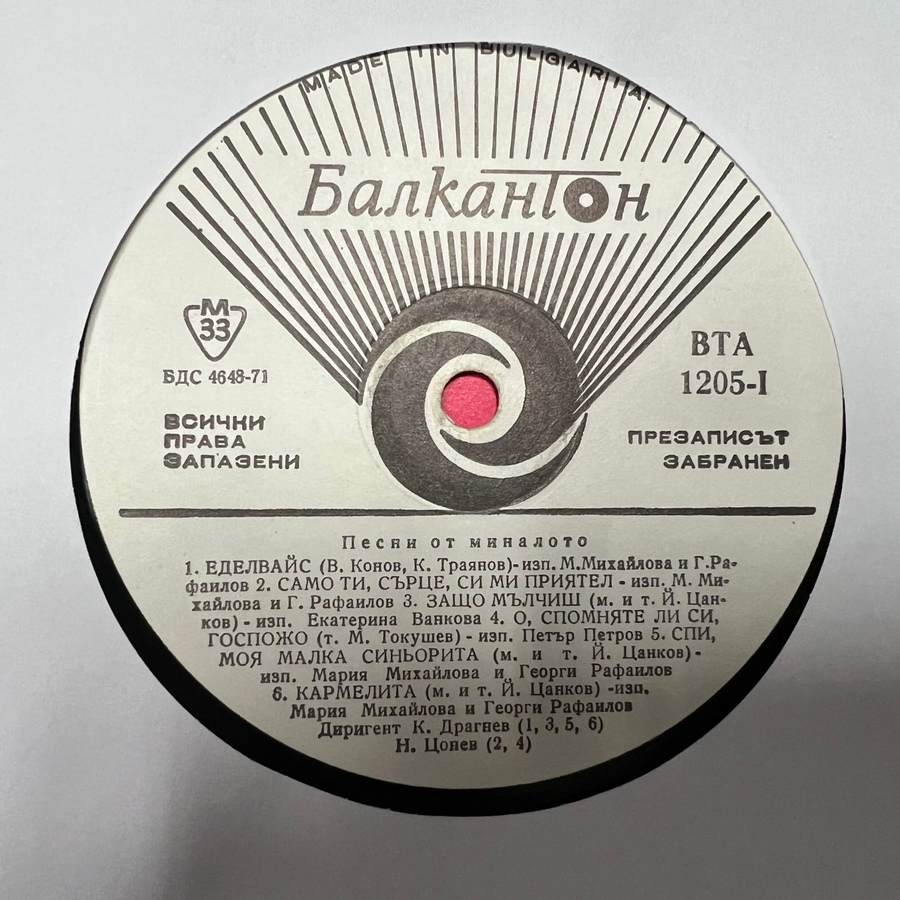 MADE IN BULGARIA
Балкантон
М
33
БДС 4648-71
ВТА
1205-I
ВСИЧКИ
ПРАВА
ЗАПАЗЕНИ
ПРЕЗАПИСЪТ
ЗАБРАНЕН
Песни от миналото
1. ЕДЕЛВАЙС (В. Конов, К. Траянов)-изп. М.Михайлова и Г.Ра-
фаилов 2. САМО ТИ, СЪРЦЕ, СИ МИ ПРИЯТЕЛ - изп. М. Ми-
хайлова и Г. Рафаилов 3. ЗАЩО МЪЛЧИШ (м. и т. Й. Цан-
ков) - изп. Екатерина Ванкова 4. О, СПОМНЯТЕ ЛИ СИ,
ГОСПОЖО (т. М. Токушев) - изп. Петър Петров 5. СПИ,
МОЯ МАЛКА СИНЬОРИТА (м. и т. Й. Цанков) -
изп. Мария Михайлова и Георги Рафаилов
6. КАРМЕЛИТА (м. и т. Й. Цанков) -изп.
Мария Михайлова и Георги Рафаилов
Диригент К. Драгнев (1, 3, 5, 6)
Н. Цонев (2, 4)